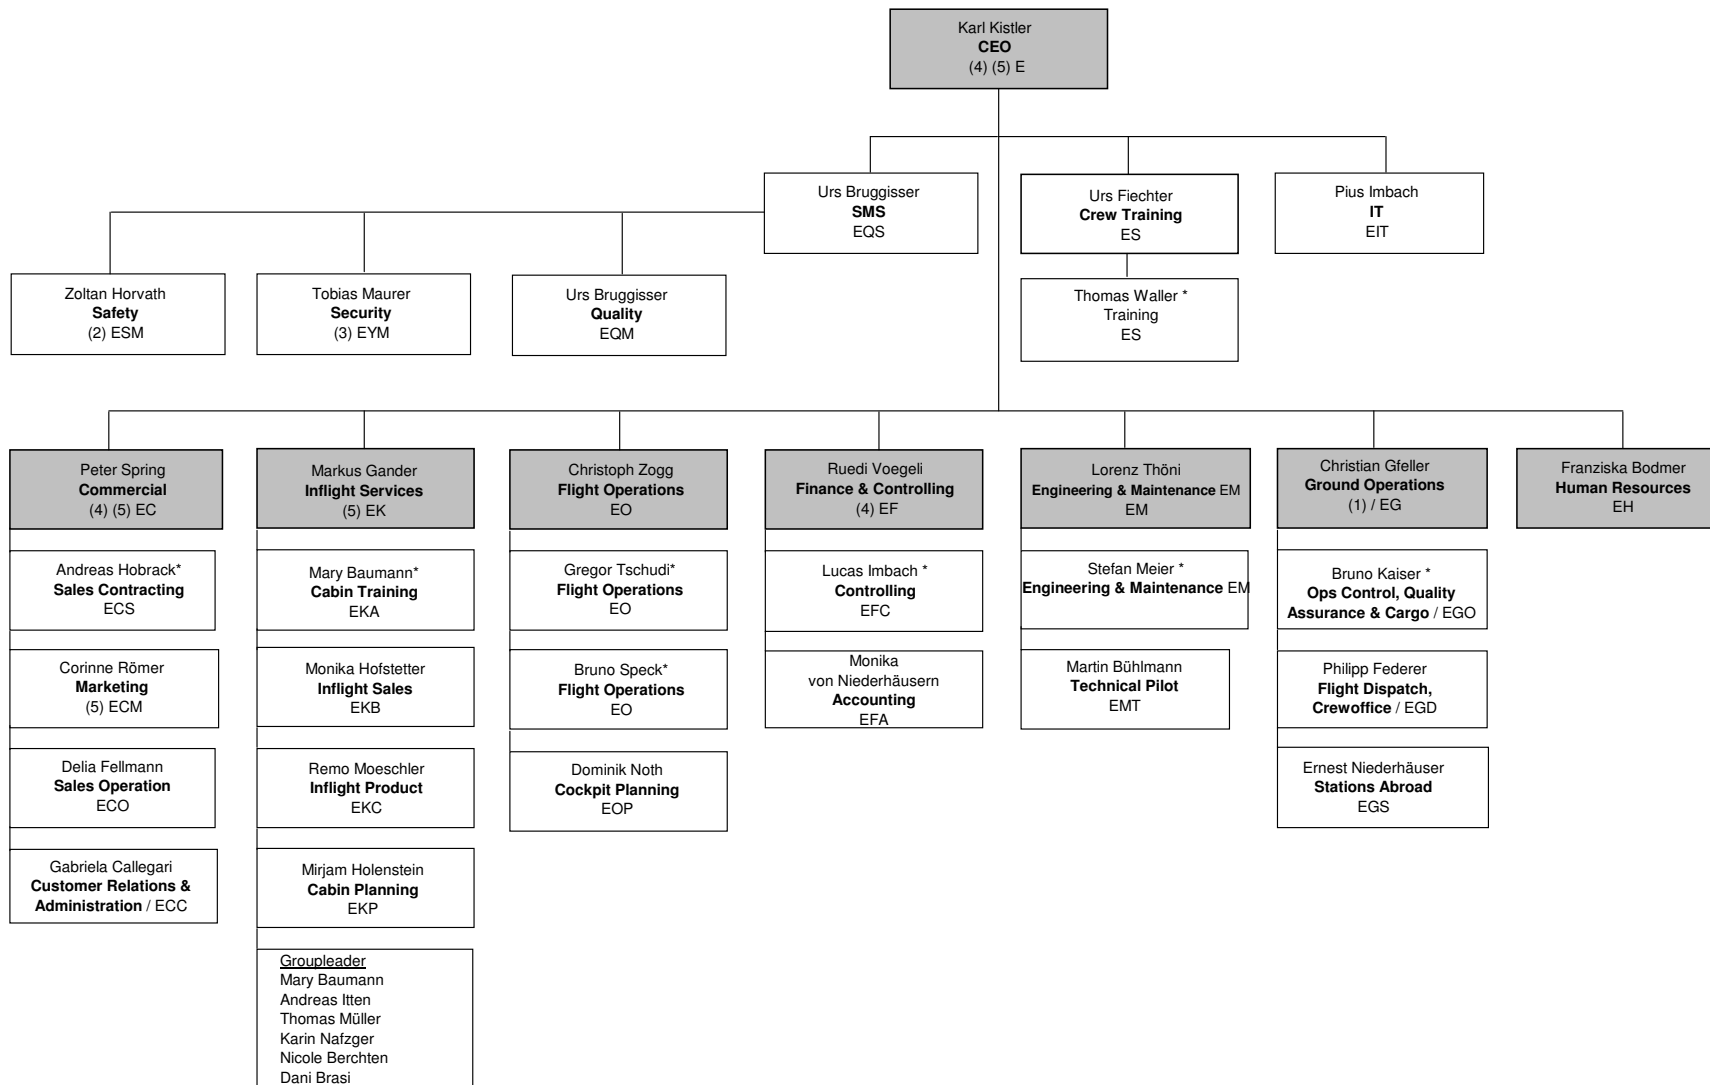 Karl Kistler
CEO
(4) (5) E
Urs Bruggisser
SMS
EQS
Urs Fiechter
Crew Training
ES
Pius Imbach
IT
EIT
Zoltan Horvath
Safety
(2) ESM
Tobias Maurer
Security
(3) EYM
Urs Bruggisser
Quality
EQM
Thomas Waller *
Training
ES
Peter Spring
Commercial
(4) (5) EC
Markus Gander
Inflight Services
(5) EK
Christoph Zogg
Flight Operations
EO
Ruedi Voegeli
Finance & Controlling
(4) EF
Lorenz Thöni
Engineering & Maintenance EM
EM
Christian Gfeller
Ground Operations
(1) / EG
Franziska Bodmer
Human Resources
EH
Andreas Hobrack*
Sales Contracting
ECS
Mary Baumann*
Cabin Training
EKA
Gregor Tschudi*
Flight Operations
EO
Lucas Imbach *
Controlling
EFC
Stefan Meier *
Engineering & Maintenance EM
Bruno Kaiser *
Ops Control, Quality
Assurance & Cargo / EGO
Corinne Römer
Marketing
(5) ECM
Monika Hofstetter
Inflight Sales
EKB
Bruno Speck*
Flight Operations
EO
Monika
von Niederhäusern
Accounting
EFA
Martin Bühlmann
Technical Pilot
EMT
Philipp Federer
Flight Dispatch,
Crewoffice / EGD
Delia Fellmann
Sales Operation
ECO
Remo Moeschler
Inflight Product
EKC
Dominik Noth
Cockpit Planning
EOP
Ernest Niederhäuser
Stations Abroad
EGS
Gabriela Callegari
Customer Relations &
Administration / ECC
Mirjam Holenstein
Cabin Planning
EKP
Groupleader
Mary Baumann
Andreas Itten
Thomas Müller
Karin Nafzger
Nicole Berchten
Dani Brasi